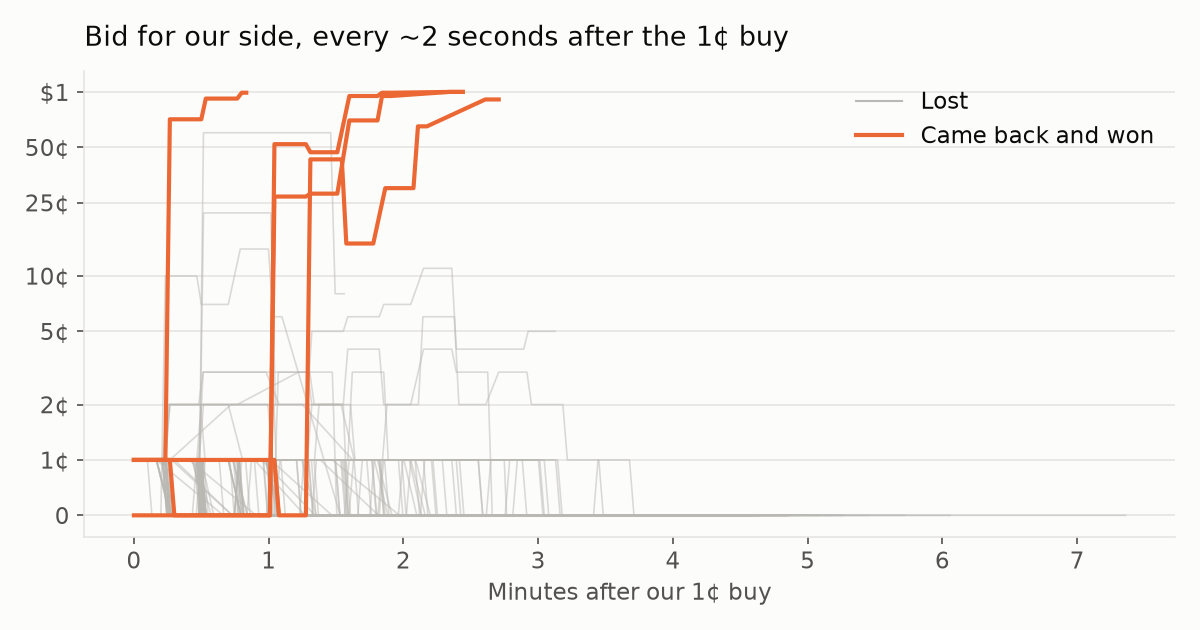 Bid for our side, every ~2 seconds after the 1¢ buy
$1
50¢
25¢
10¢
5¢
2¢
1¢
0
Lost
Came back and won
0 1 2 3 4 5 6 7
Minutes after our 1¢ buy